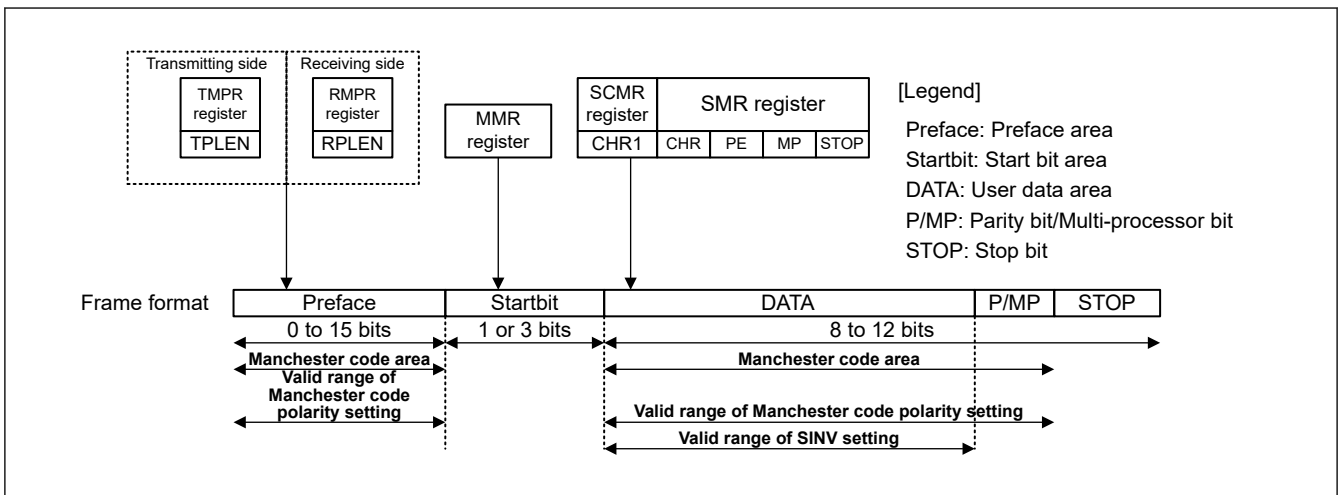 Transmitting side
Receiving side
TMPR
register
TPLEN
RMPR
register
RPLEN
MMR
register
SCMR
register
CHR1
SMR register
CHR
PE
MP
STOP
[Legend]
Preface: Preface area
Startbit: Start bit area
DATA: User data area
P/MP: Parity bit/Multi-processor bit
STOP: Stop bit
Frame format
Preface
Startbit
DATA
P/MP
STOP
0 to 15 bits
1 or 3 bits
8 to 12 bits
Manchester code area
Valid range of
Manchester code
polarity setting
Manchester code area
Valid range of Manchester code polarity setting
Valid range of SINV setting